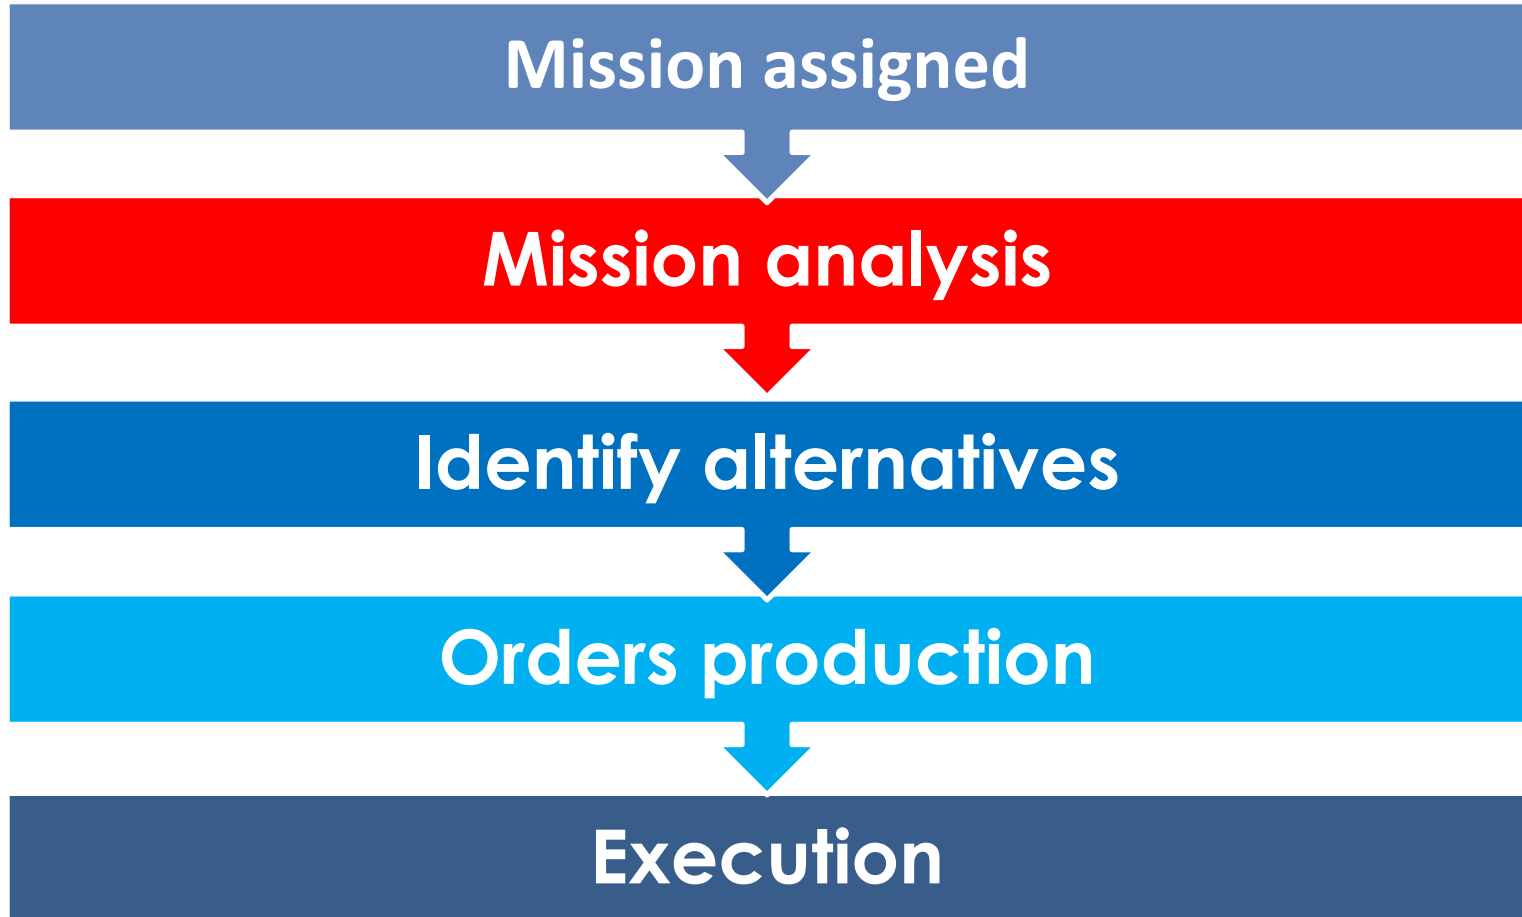 Mission assigned
Mission analysis
Identify alternatives
Orders production
Execution